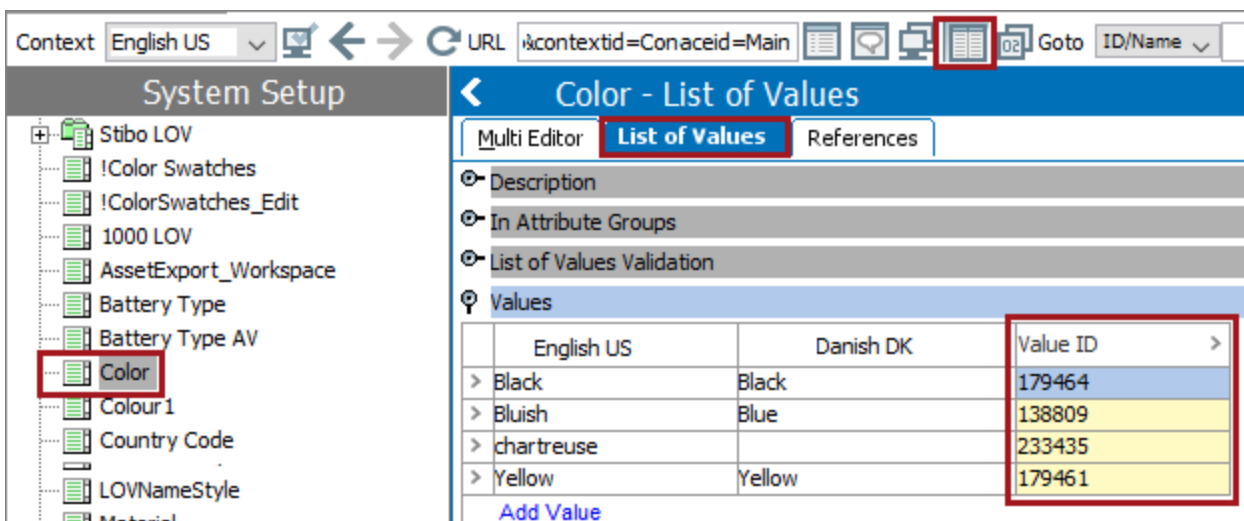 Context English US URL &contextid=Conaceid=Main Goto ID/Name
System Setup
Stibo LOV
!Color Swatches
!ColorSwatches_Edit
1000 LOV
AssetExport_Workspace
Battery Type
Battery Type AV
Color
Colour1
Country Code
LOVNameStyle
Color - List of Values
Multi Editor List of Values References
Description
In Attribute Groups
List of Values Validation
Values
English US Danish DK Value ID >
> Black Black 179464
> Bluish Blue 138809
> chartreuse 233435
> Yellow Yellow 179461
Add Value